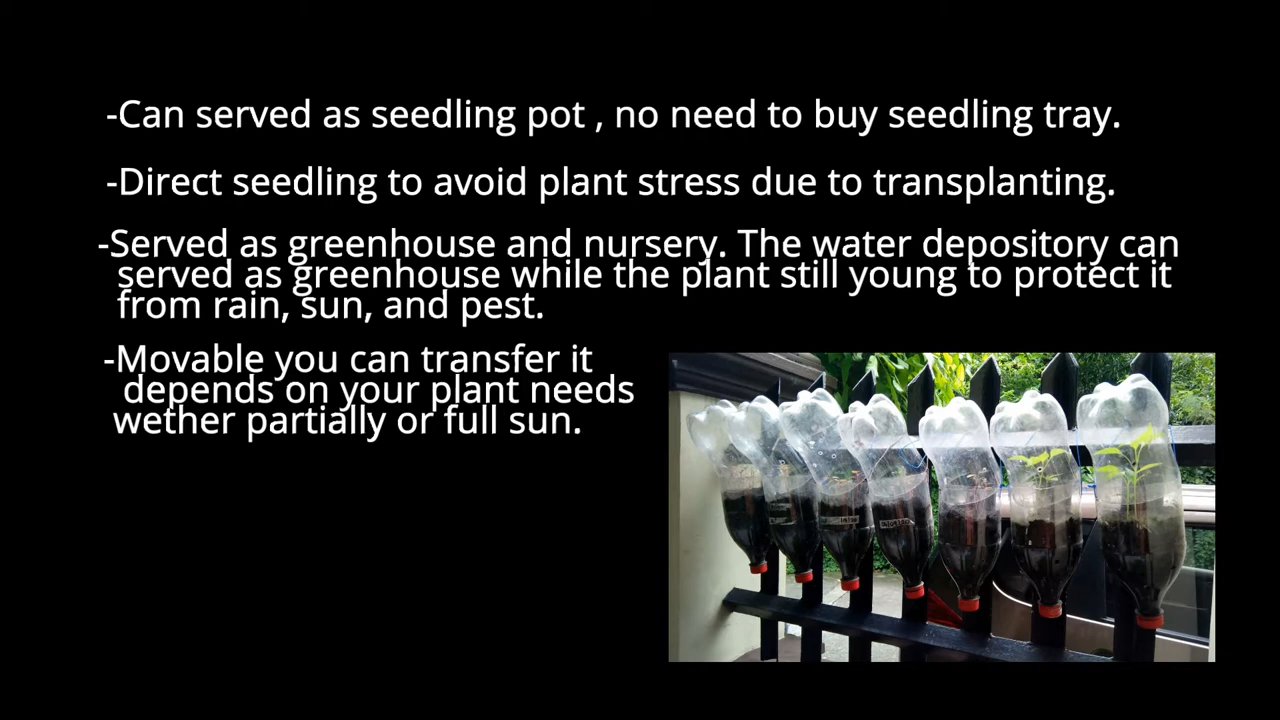 -Can served as seedling pot , no need to buy seedling tray.
-Direct seedling to avoid plant stress due to transplanting.
-Served as greenhouse and nursery. The water depository can
served as greenhouse while the plant still young to protect it
from rain, sun, and pest.
-Movable you can transfer it
depends on your plant needs
wether partially or full sun.